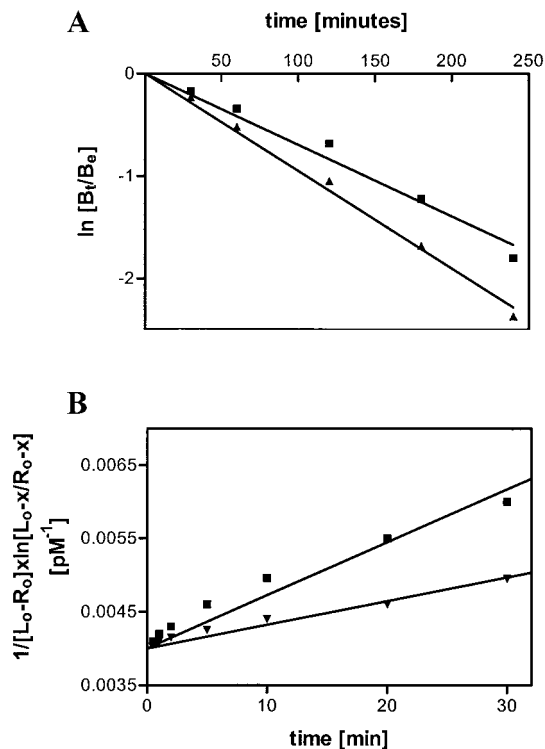 A
time [minutes]
0 50 100 150 200 250
0
-1
-2
ln [Bt/Be]
B
0.0065
0.0055
0.0045
0.0035
1/[Lo-Ro]xln[Lo-x/Ro-x]
[pM-1]
0 10 20 30
time [min]